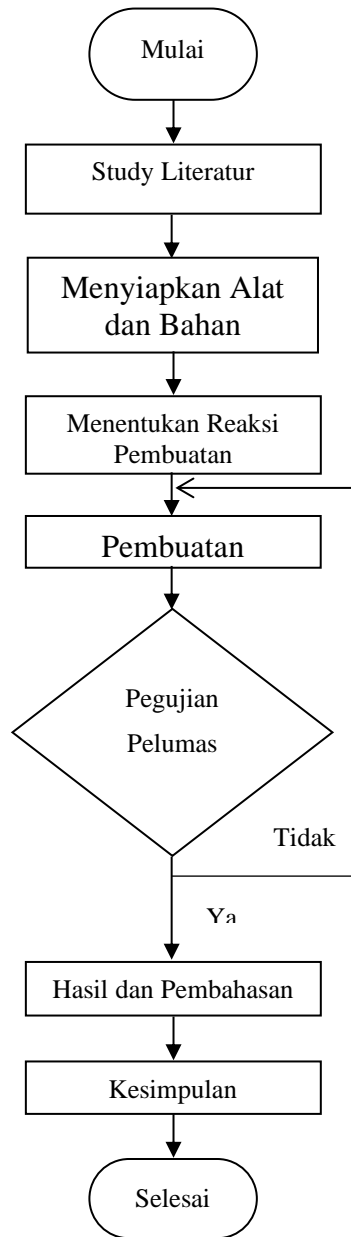 Mulai
Study Literatur
Menyiapkan Alat
dan Bahan
Menentukan Reaksi
Pembuatan
Pembuatan
Pegujian
Pelumas
Tidak
Ya
Hasil dan Pembahasan
Kesimpulan
Selesai